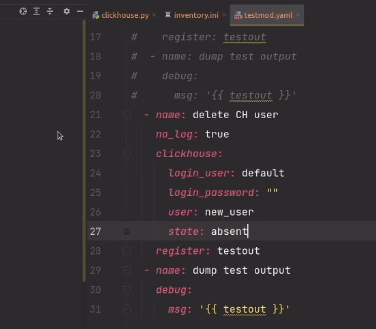 clickhouse.py × inventory.ini × testmod.yaml ×
17 # register: testout
18 # - name: dump test output
19 # debug:
20 # msg: '{{ testout }}'
21 - name: delete CH user
22 no_log: true
23 clickhouse:
24 login_user: default
25 login_password: ""
26 user: new_user
27 state: absent
28 register: testout
29 - name: dump test output
30 debug:
31 msg: '{{ testout }}'